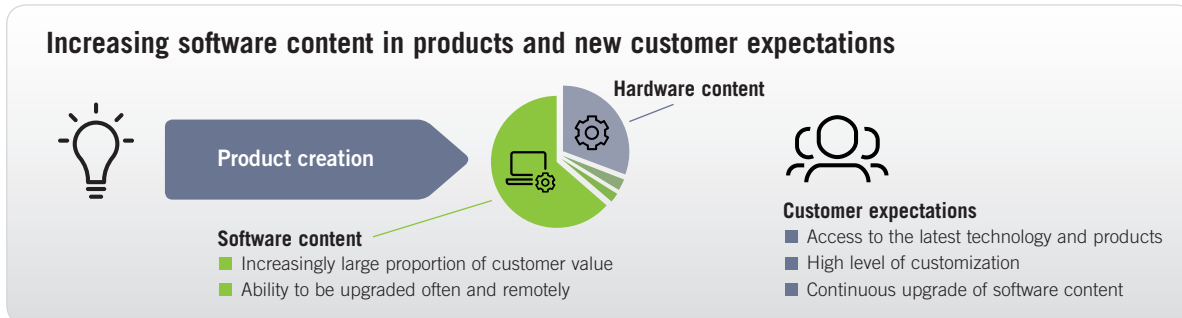 Increasing software content in products and new customer expectations
Hardware content
Product creation
Software content
Increasingly large proportion of customer value
Ability to be upgraded often and remotely
Customer expectations
Access to the latest technology and products
High level of customization
Continuous upgrade of software content